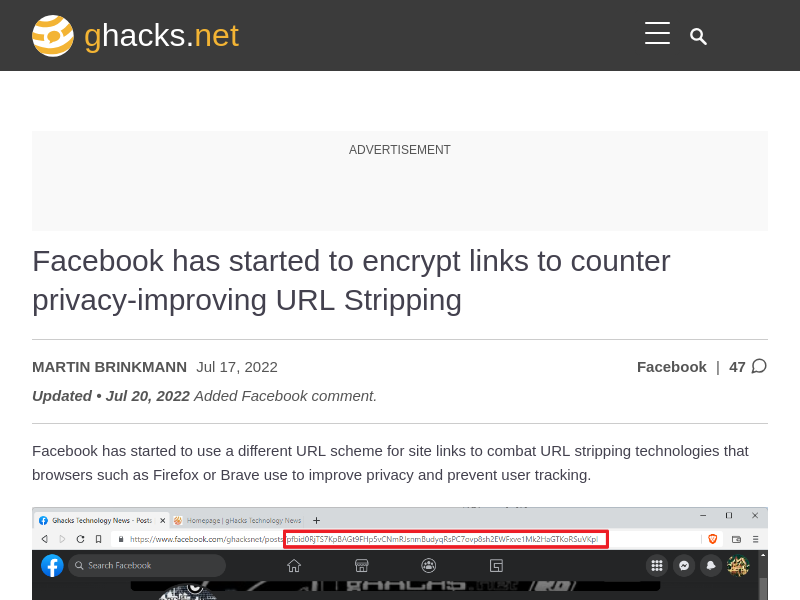 ghacks.net
ADVERTISEMENT
Facebook has started to encrypt links to counter
privacy-improving URL Stripping
MARTIN BRINKMANN Jul 17, 2022
Facebook | 47
Updated • Jul 20, 2022 Added Facebook comment.
Facebook has started to use a different URL scheme for site links to combat URL stripping technologies that
browsers such as Firefox or Brave use to improve privacy and prevent user tracking.
Ghacks Technology News - Posts
Homepage | gHacks Technology News
https://www.facebook.com/ghacksnet/posts/
Search Facebook